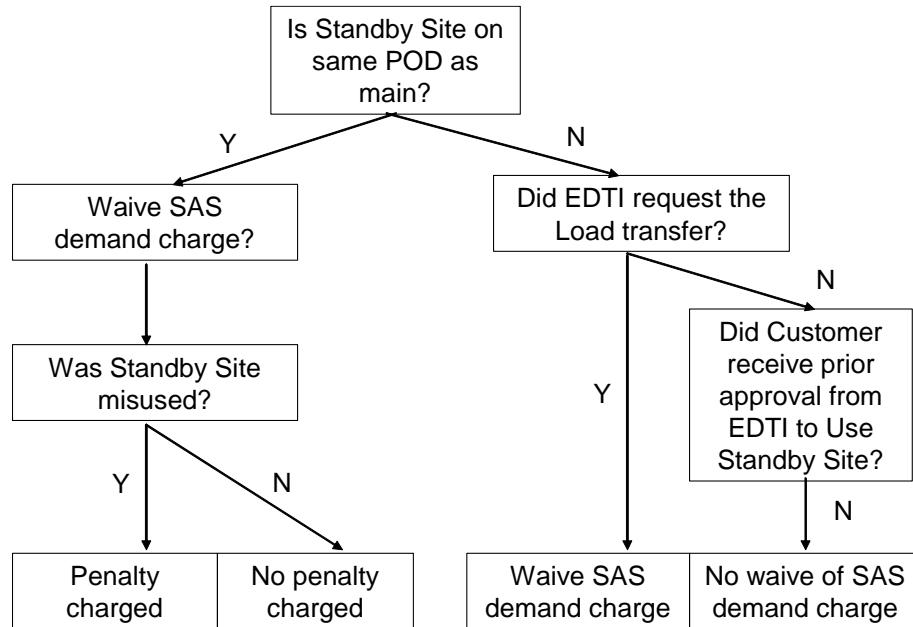 Is Standby Site on
same POD as
main?
Y
N
Waive SAS
demand charge?
Did EDTI request the
Load transfer?
N
Did Customer
receive prior
approval from
EDTI to Use
Standby Site?
Was Standby Site
misused?
Y
Y
N
N
Penalty
charged
No penalty
charged
Waive SAS
demand charge
No waive of SAS
demand charge